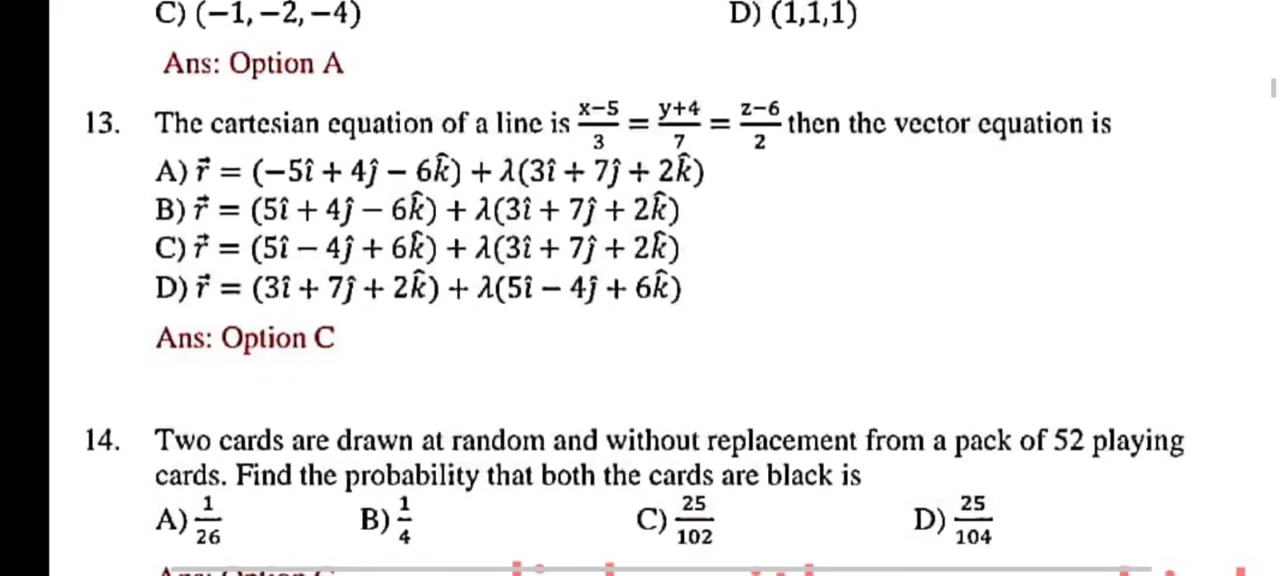 C) (−1, −2, −4) D) (1,1,1)
Ans: Option A
13. The cartesian equation of a line is (x−5)/3 = (y+4)/7 = (z−6)/2 then the vector equation is
A) r⃗ = (−5î + 4ĵ − 6k̂) + λ(3î + 7ĵ + 2k̂)
B) r⃗ = (5î + 4ĵ − 6k̂) + λ(3î + 7ĵ + 2k̂)
C) r⃗ = (5î − 4ĵ + 6k̂) + λ(3î + 7ĵ + 2k̂)
D) r⃗ = (3î + 7ĵ + 2k̂) + λ(5î − 4ĵ + 6k̂)
Ans: Option C
14. Two cards are drawn at random and without replacement from a pack of 52 playing
cards. Find the probability that both the cards are black is
A) 1/26 B) 1/4 C) 25/102 D) 25/104